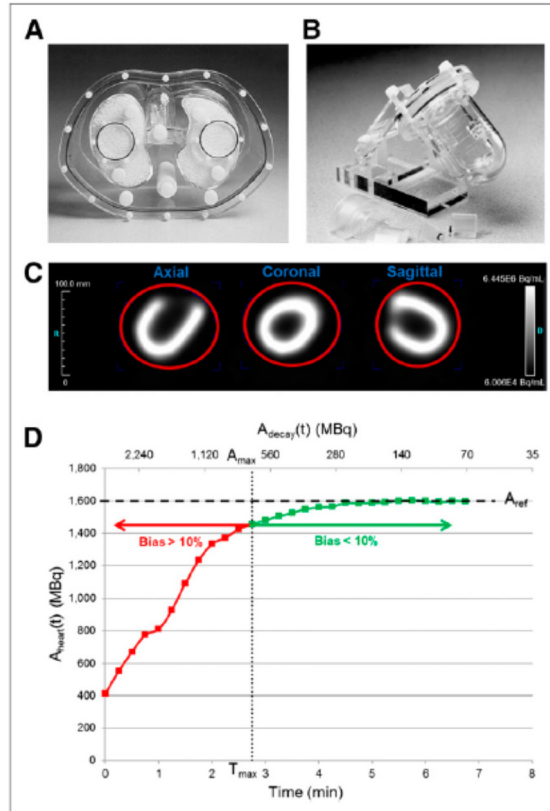 A
B
C
Axial
Coronal
Sagittal
100.0 mm
0
6.445E6 Bq/mL
6.006E4 Bq/mL
D
A_decay(t) (MBq)
2,240
1,120
A_max
560
280
140
70
35
1,800
1,600
1,400
1,200
1,000
800
600
400
200
0
A_ref
Bias > 10%
Bias < 10%
A_heart(t) (MBq)
0
1
2
T_max
3
4
5
6
7
8
Time (min)